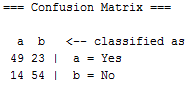 === Confusion Matrix ===
a b <-- classified as
49 23 | a = Yes
14 54 | b = No